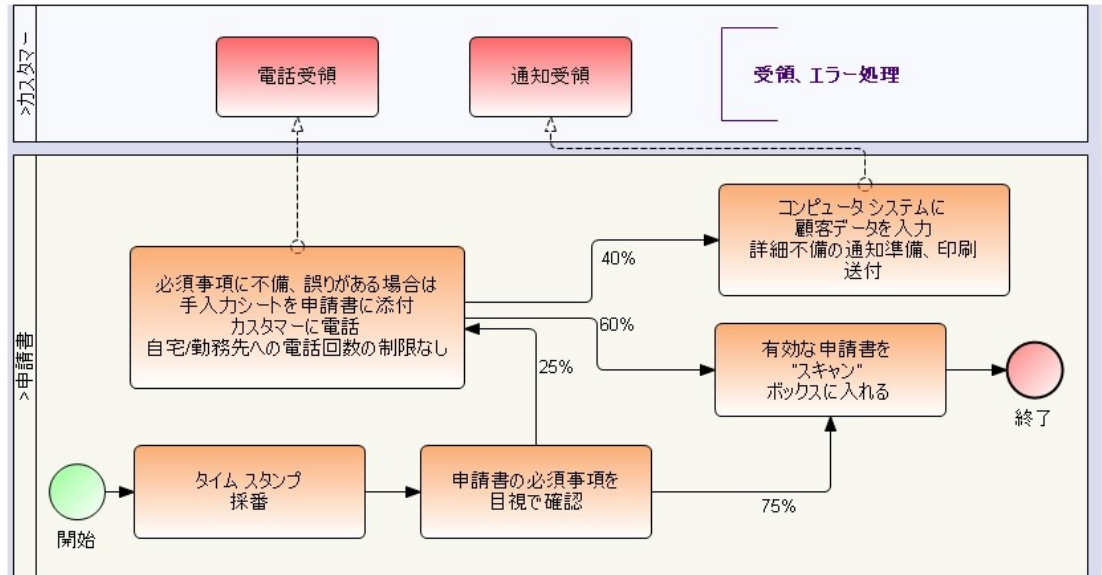 >カスタマー
電話受領
通知受領
受領、エラー処理
>申請書
コンピュータ システムに
顧客データを入力
詳細不備の通知準備、印刷
送付
40%
必須事項に不備、誤りがある場合は
手入力シートを申請書に添付
カスタマーに電話
自宅/勤務先への電話回数の制限なし
60%
25%
有効な申請書を
"スキャン"
ボックスに入れる
終了
タイム スタンプ
採番
申請書の必須事項を
目視で確認
75%
開始